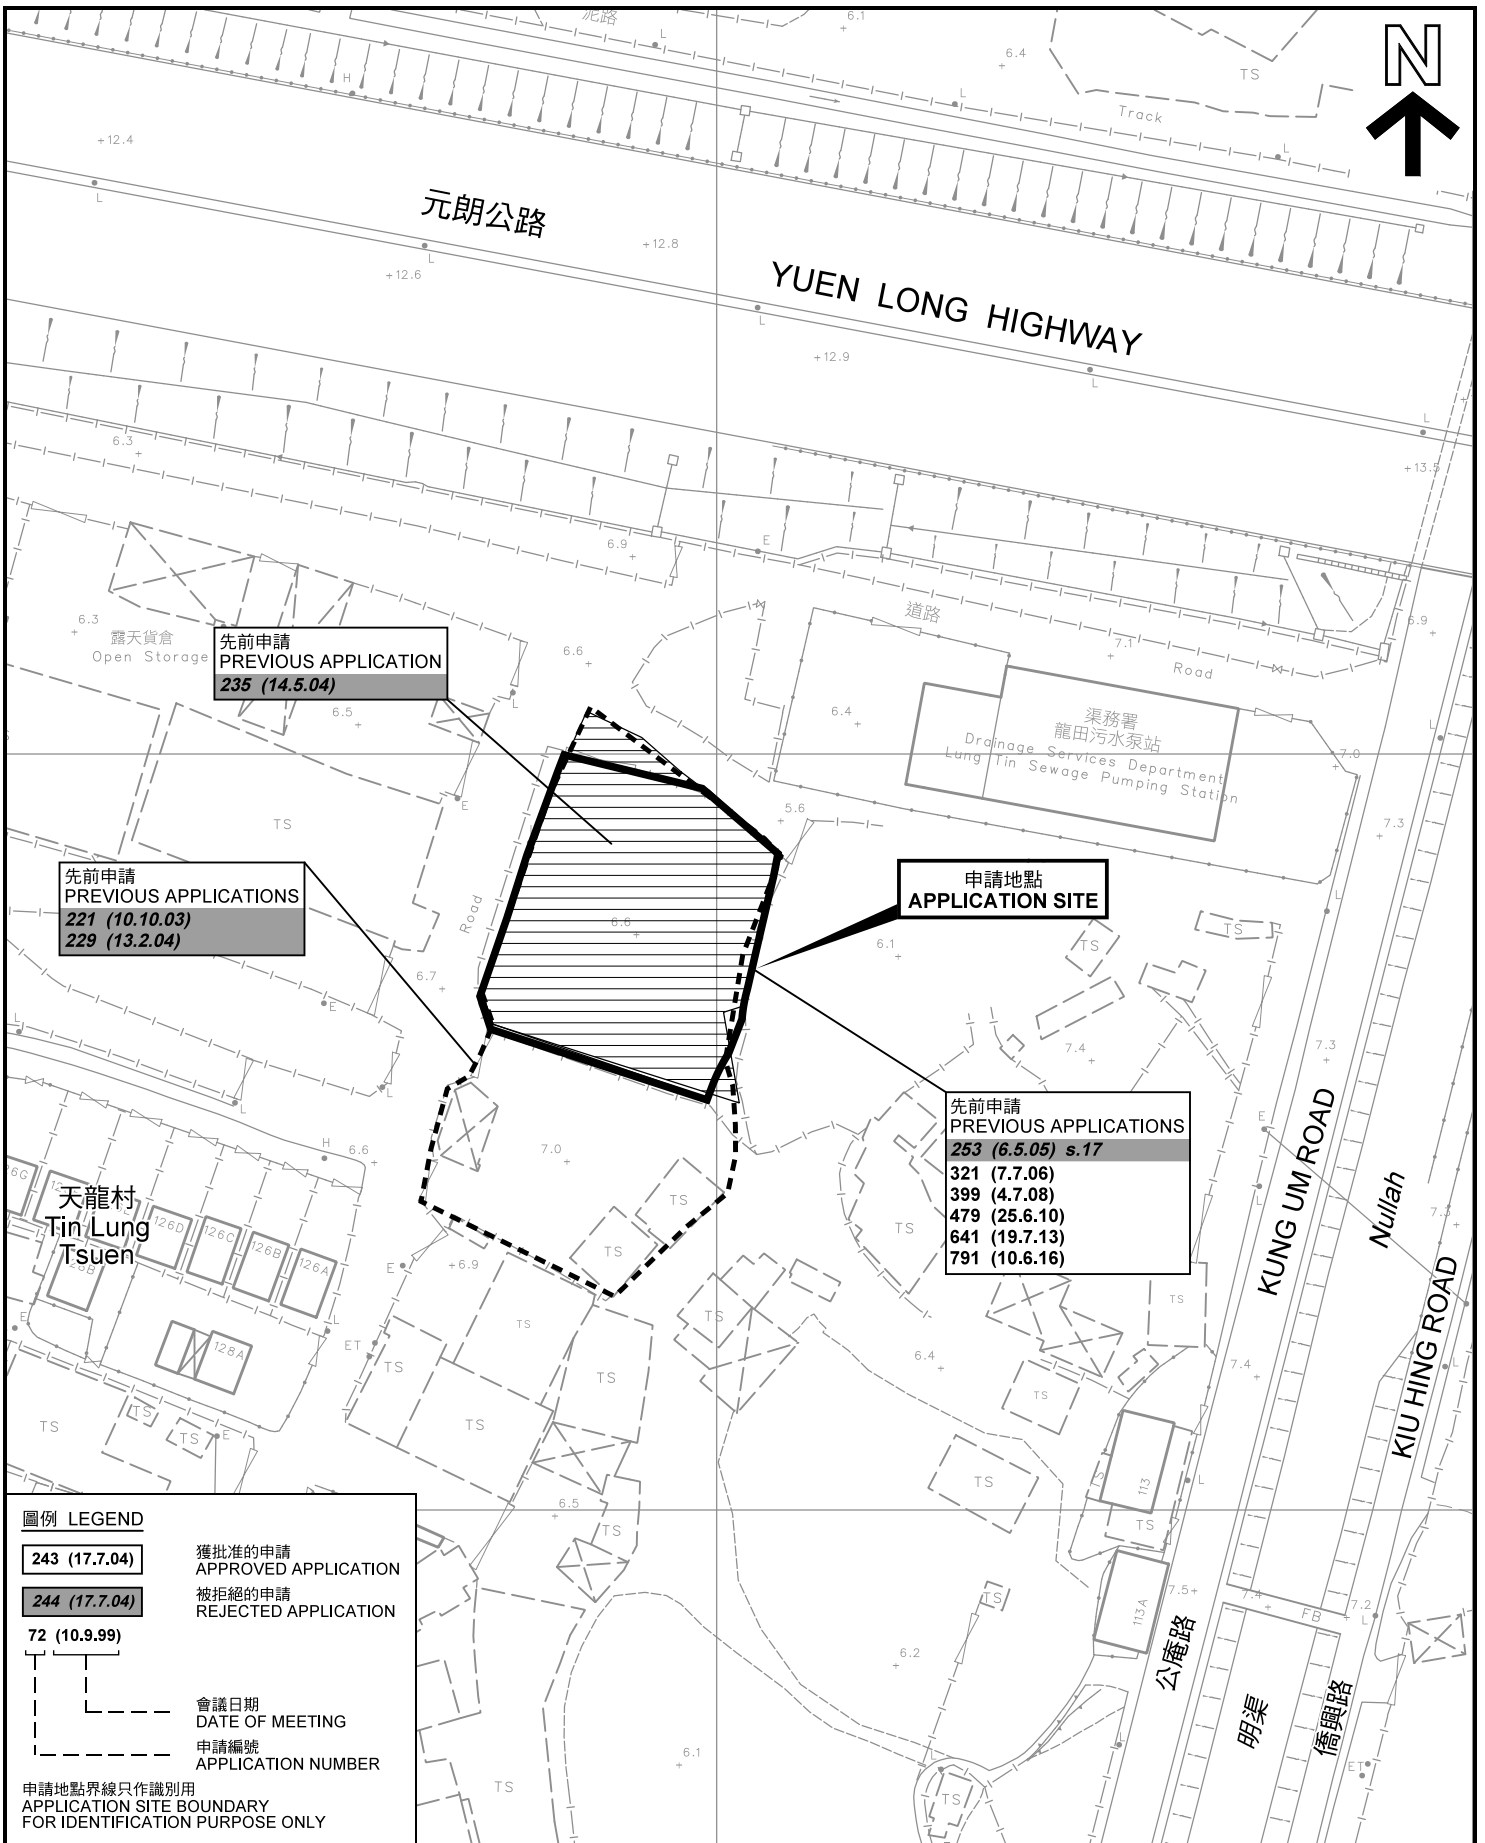 泥路
6.1
L
6.4
TS
N
H
L
Track
L
+12.4
L
元朗公路
+12.8
L
+12.6
YUEN LONG HIGHWAY
L
+12.9
L
L
6.3
+13.5
6.9
E
6.3
露天貨倉
Open Storage
先前申請
PREVIOUS APPLICATION
235 (14.5.04)
6.6
道路
7.1
Road
6.9
L
6.5
6.4
渠務署
龍田污水泵站
Drainage Services Department
Lung Tin Sewage Pumping Station
L
7.0
E
TS
5.6
7.3
先前申請
PREVIOUS APPLICATIONS
221 (10.10.03)
229 (13.2.04)
申請地點
APPLICATION SITE
L
Road
6.6
6.1
TS
TS
6.7
E
L
7.4
7.3
L
L
先前申請
PREVIOUS APPLICATIONS
253 (6.5.05) s.17
321 (7.7.06)
399 (4.7.08)
479 (25.6.10)
641 (19.7.13)
791 (10.6.16)
E
H
6.6
7.0
L
KUNG UM ROAD
Nullah
KIU HING ROAD
天龍村
Tin Lung
Tsuen
126D
126C
126B
126A
TS
TS
TS
E
+6.9
TS
E
L
TS
TS
TS
ET
128A
TS
TS
6.4
7.4
L
TS
TS
TS
TS
TS
E
TS
TS
113
L
6.5
TS
TS
圖例 LEGEND
243 (17.7.04)
獲批准的申請
APPROVED APPLICATION
244 (17.7.04)
被拒絕的申請
REJECTED APPLICATION
72 (10.9.99)
會議日期
DATE OF MEETING
申請編號
APPLICATION NUMBER
申請地點界線只作識別用
APPLICATION SITE BOUNDARY
FOR IDENTIFICATION PURPOSE ONLY
TS
113A
7.5+
7.4
FB
7.2
L
6.2
公庵路
明渠
僑興路
6.1
L
L
ET
TS
TS